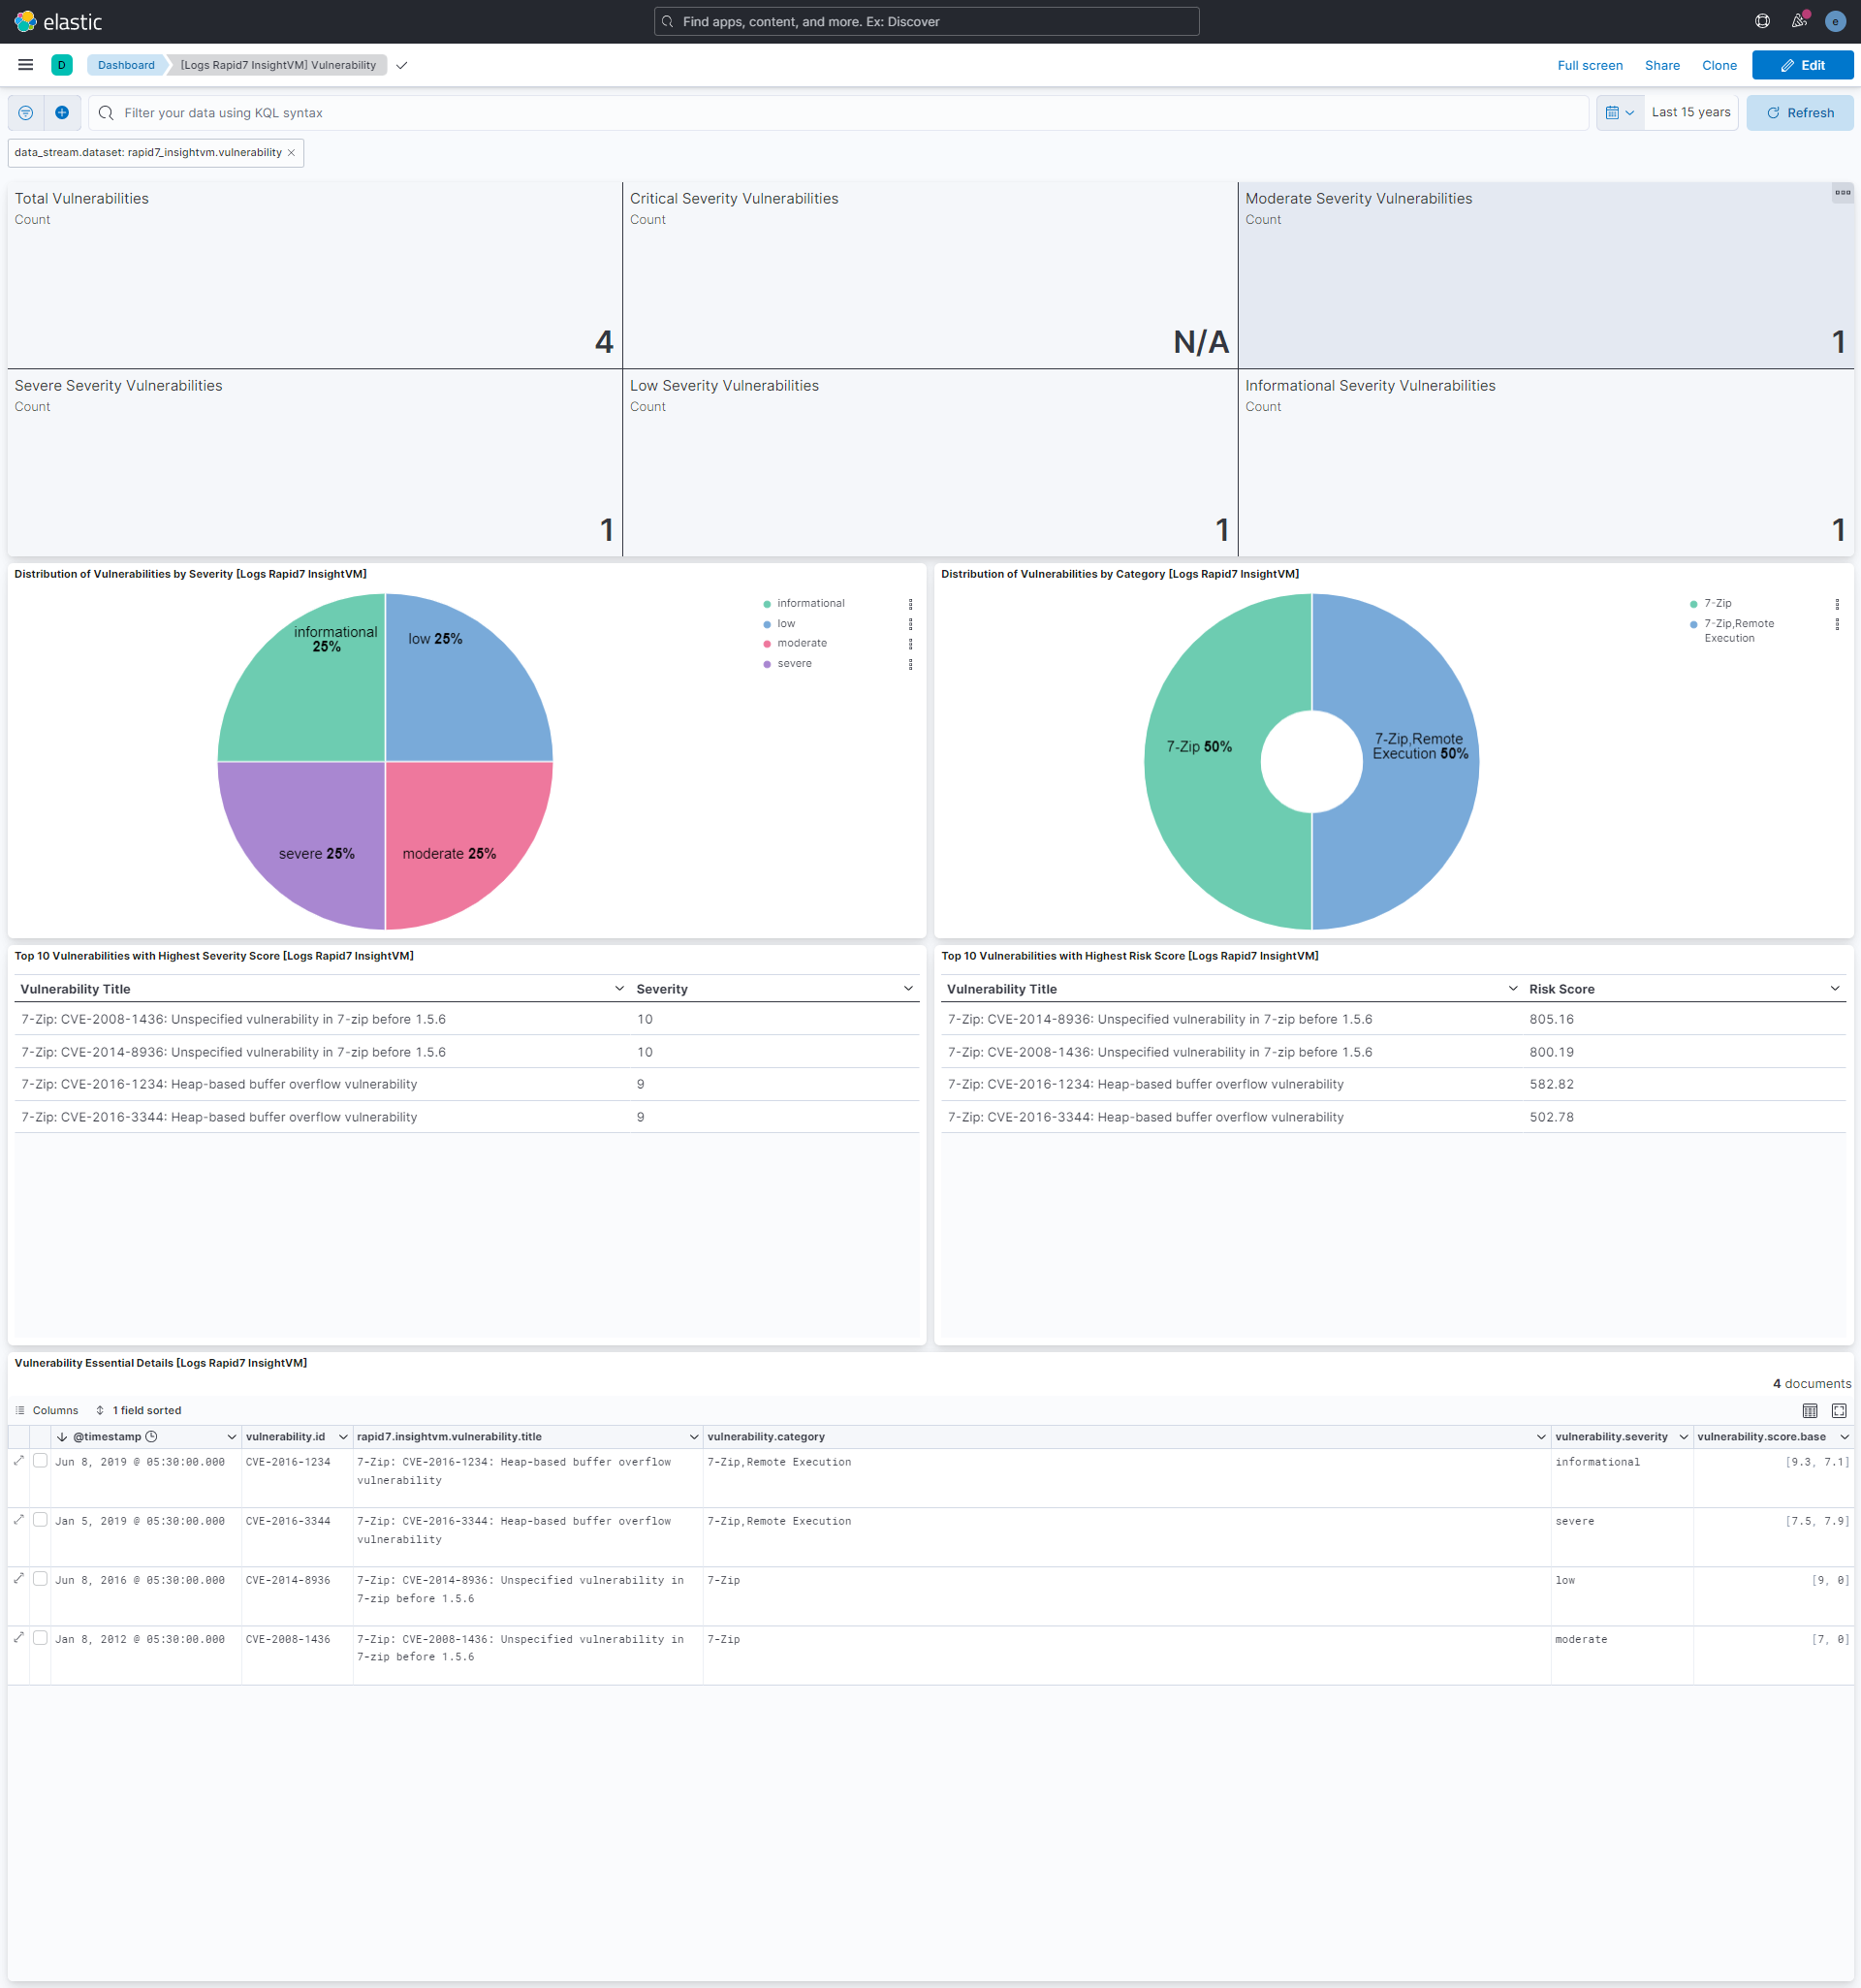 elastic
Find apps, content, and more. Ex: Discover
e
D
Dashboard
[Logs Rapid7 InsightVM] Vulnerability
Full screen
Share
Clone
Edit
Filter your data using KQL syntax
Last 15 years
Refresh
data_stream.dataset: rapid7_insightvm.vulnerability ×
Total Vulnerabilities
Count
4
Critical Severity Vulnerabilities
Count
N/A
Moderate Severity Vulnerabilities
Count
1
Severe Severity Vulnerabilities
Count
1
Low Severity Vulnerabilities
Count
1
Informational Severity Vulnerabilities
Count
1
Distribution of Vulnerabilities by Severity [Logs Rapid7 InsightVM]
informational
25%
low 25%
severe 25%
moderate 25%
informational
low
moderate
severe
Distribution of Vulnerabilities by Category [Logs Rapid7 InsightVM]
7-Zip 50%
7-Zip,Remote
Execution 50%
7-Zip
7-Zip,Remote
Execution
Top 10 Vulnerabilities with Highest Severity Score [Logs Rapid7 InsightVM]
Vulnerability Title Severity
7-Zip: CVE-2008-1436: Unspecified vulnerability in 7-zip before 1.5.6 10
7-Zip: CVE-2014-8936: Unspecified vulnerability in 7-zip before 1.5.6 10
7-Zip: CVE-2016-1234: Heap-based buffer overflow vulnerability 9
7-Zip: CVE-2016-3344: Heap-based buffer overflow vulnerability 9
Top 10 Vulnerabilities with Highest Risk Score [Logs Rapid7 InsightVM]
Vulnerability Title Risk Score
7-Zip: CVE-2014-8936: Unspecified vulnerability in 7-zip before 1.5.6 805.16
7-Zip: CVE-2008-1436: Unspecified vulnerability in 7-zip before 1.5.6 800.19
7-Zip: CVE-2016-1234: Heap-based buffer overflow vulnerability 582.82
7-Zip: CVE-2016-3344: Heap-based buffer overflow vulnerability 502.78
Vulnerability Essential Details [Logs Rapid7 InsightVM]
4 documents
Columns 1 field sorted
@timestamp vulnerability.id rapid7.insightvm.vulnerability.title vulnerability.category vulnerability.severity vulnerability.score.base
Jun 8, 2019 @ 05:30:00.000 CVE-2016-1234 7-Zip: CVE-2016-1234: Heap-based buffer overflow 7-Zip,Remote Execution informational [9.3, 7.1]
vulnerability
Jan 5, 2019 @ 05:30:00.000 CVE-2016-3344 7-Zip: CVE-2016-3344: Heap-based buffer overflow 7-Zip,Remote Execution severe [7.5, 7.9]
vulnerability
Jun 8, 2016 @ 05:30:00.000 CVE-2014-8936 7-Zip: CVE-2014-8936: Unspecified vulnerability in 7-Zip low [9, 0]
7-zip before 1.5.6
Jan 8, 2012 @ 05:30:00.000 CVE-2008-1436 7-Zip: CVE-2008-1436: Unspecified vulnerability in 7-Zip moderate [7, 0]
7-zip before 1.5.6